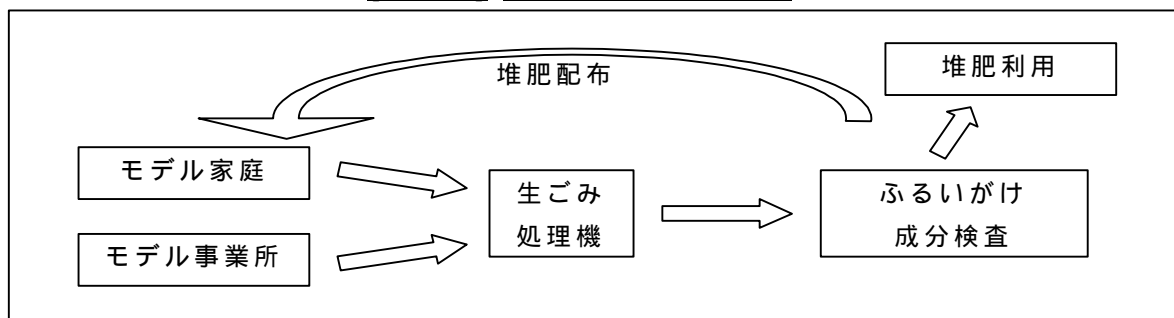 堆肥配布
堆肥利用
モデル家庭
モデル事業所
生ごみ
処理機
ふるいがけ
成分検査